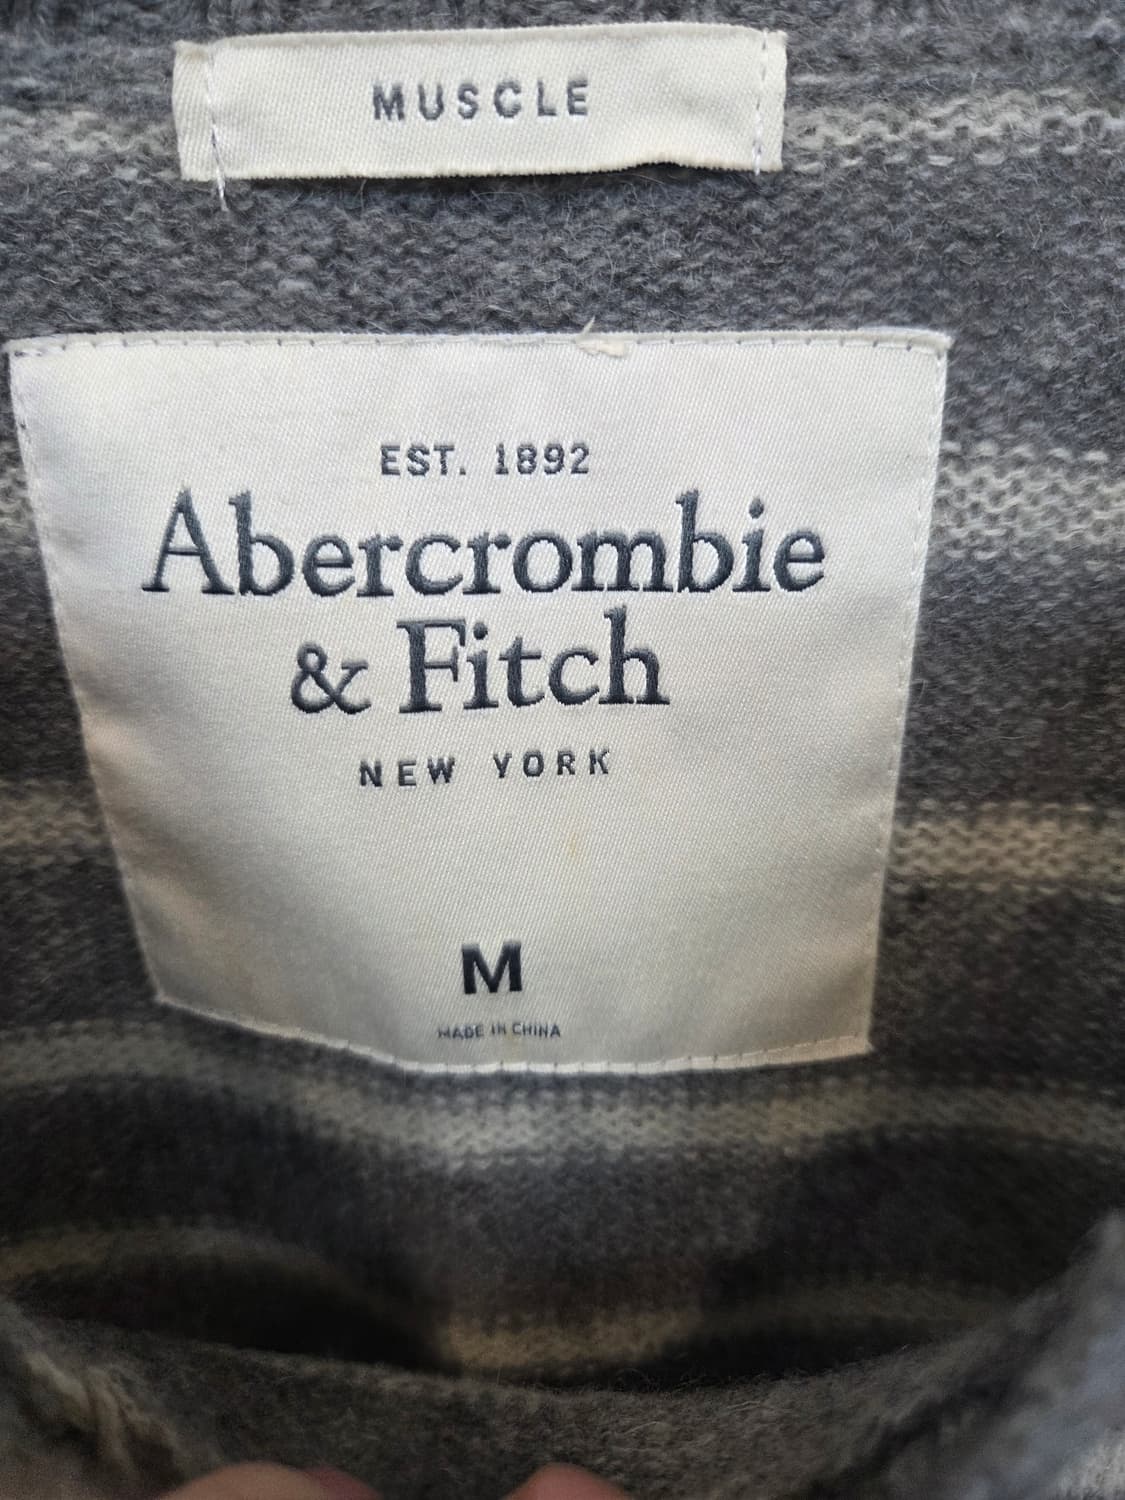 MUSCLE
EST. 1892
Abercrombie
& Fitch
NEW YORK
M
MADE IN CHINA